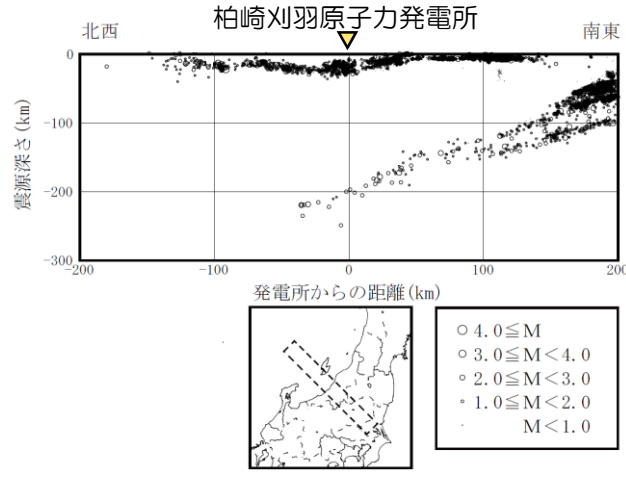 柏崎刈羽原子力発電所
北西
南東
0
-100
-200
-300
震源深さ(km)
-200
-100
0
100
200
発電所からの距離(km)
○ 4.0≦M
○ 3.0≦M<4.0
○ 2.0≦M<3.0
○ 1.0≦M<2.0
M<1.0